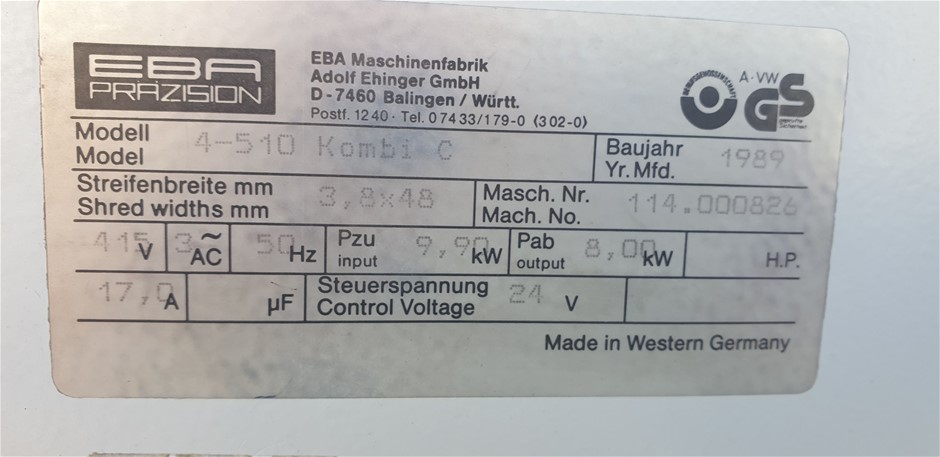 EBA
PRÄZISION
EBA Maschinenfabrik
Adolf Ehinger GmbH
D-7460 Balingen / Württ.
Postf. 1240 · Tel. 07433/179-0 (302-0)
A·VW
GS
geprüfte
Sicherheit
Modell
Model
4-510 Kombi C
Baujahr
Yr. Mfd.
1989
Streifenbreite mm
Shred widths mm
3,8x48
Masch. Nr.
Mach. No.
114.000826
415 V
3~ AC
50 Hz
Pzu
input
9,90 kW
Pab
output
8,00 kW
H.P.
17,0 A
µF
Steuerspannung
Control Voltage
24 V
Made in Western Germany